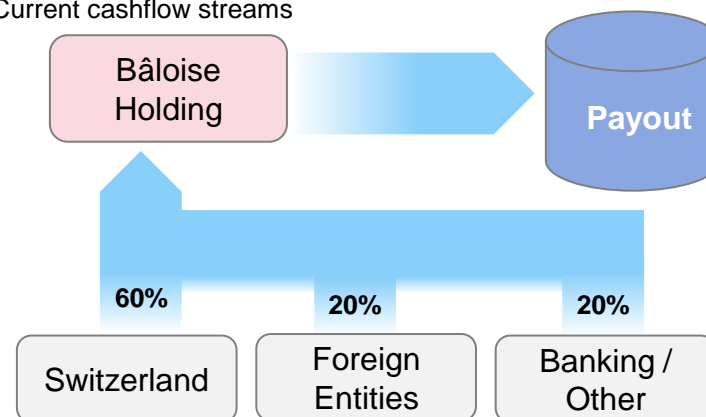 Current cashflow streams
Bâloise
Holding
Payout
60%
20%
20%
Switzerland
Foreign
Entities
Banking /
Other